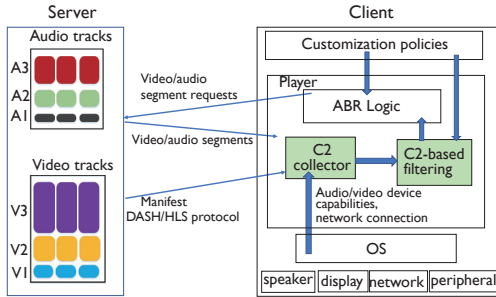 Server
Client
Audio tracks
A3
A2
A1
Video tracks
V3
V2
V1
Video/audio
segment requests
Video/audio segments
Manifest
DASH/HLS protocol
Customization policies
Player
ABR Logic
C2
collector
C2-based
filtering
Audio/video device
capabilities,
network connection
OS
speaker
display
network
peripheral